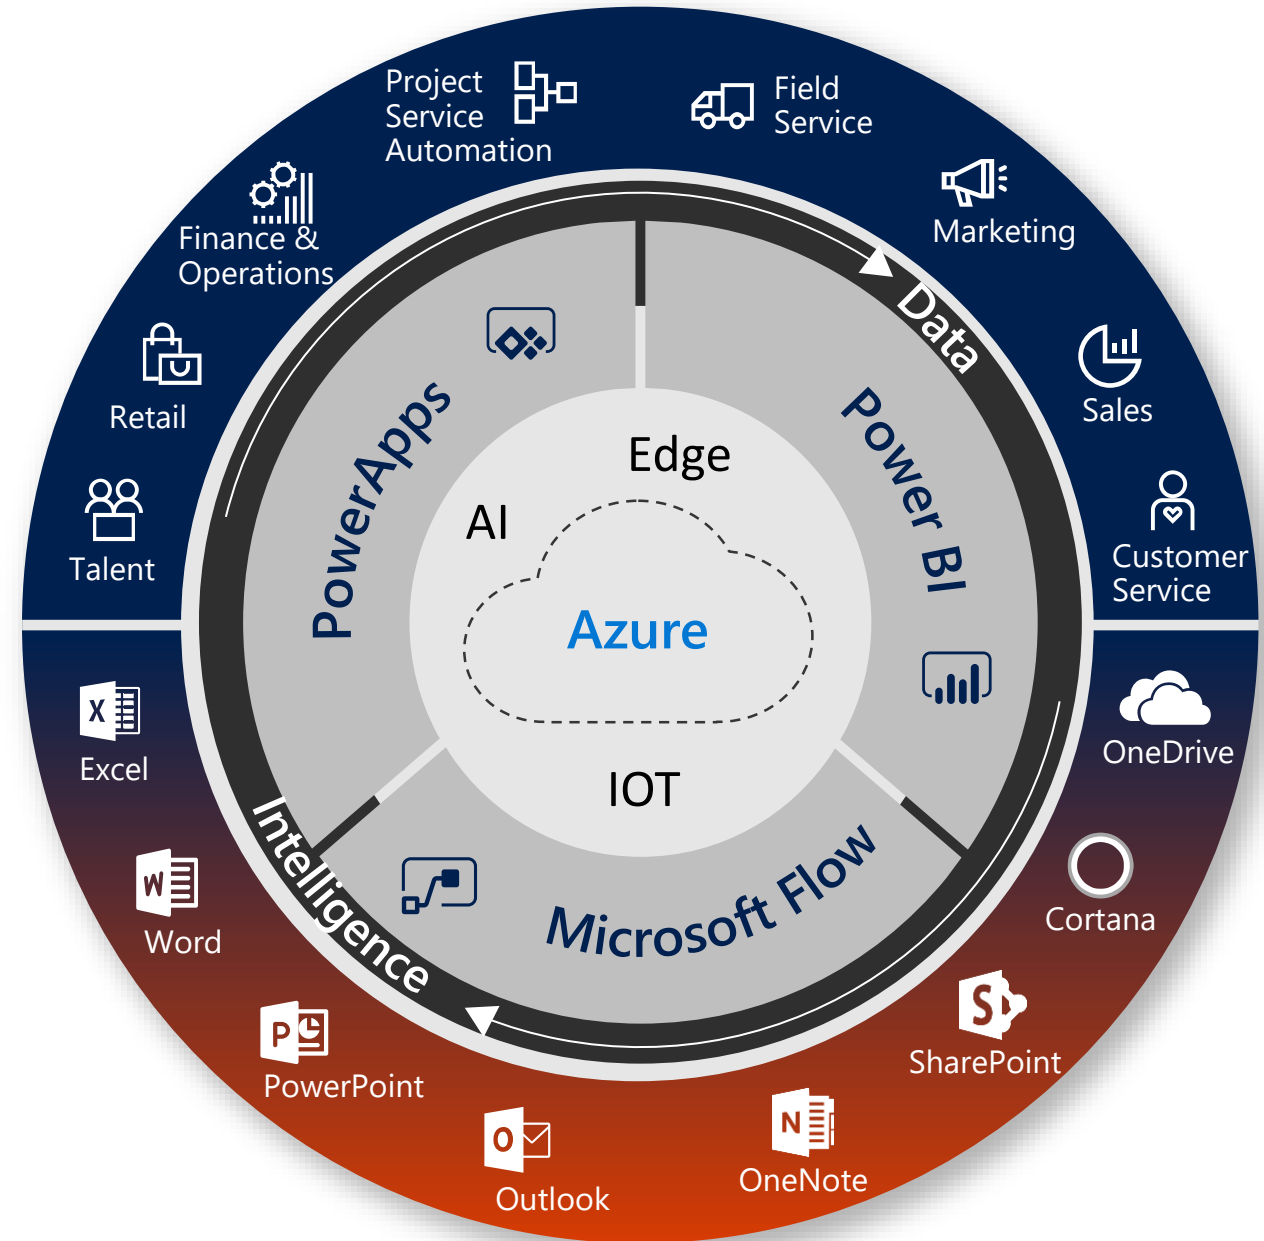 Project
Service
Automation
Field
Service
Finance &
Operations
Marketing
Retail
Sales
Talent
Customer
Service
Data
PowerApps
Power BI
Edge
AI
Azure
IOT
Microsoft Flow
Intelligence
Excel
OneDrive
Word
Cortana
PowerPoint
SharePoint
Outlook
OneNote
X
W
P
O
N
S